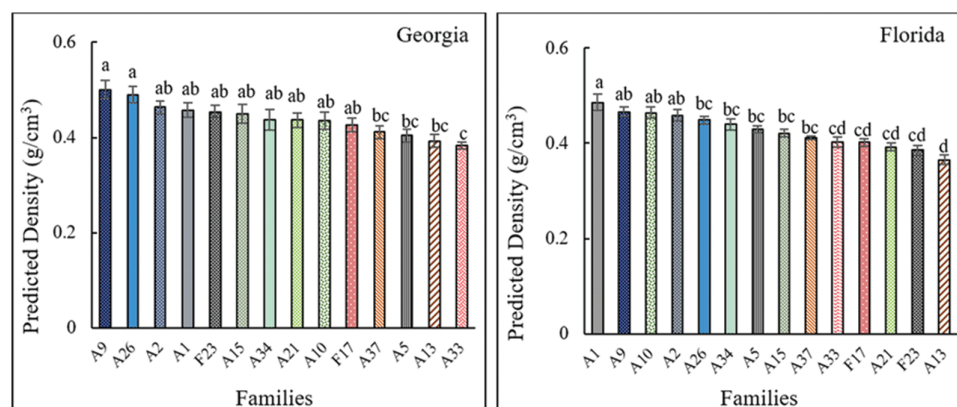 Georgia
Predicted Density (g/cm³)
0.6
0.4
0.2
0
a a ab ab ab ab ab ab ab ab bc bc bc c
A9 A26 A2 A1 F23 A15 A34 A21 A10 F17 A37 A5 A13 A33
Families
Florida
Predicted Density (g/cm³)
0.6
0.4
0.2
0
a ab ab ab bc bc bc bc bc cd cd cd cd d
A1 A9 A10 A2 A26 A34 A5 A15 A37 A33 F17 A21 F23 A13
Families